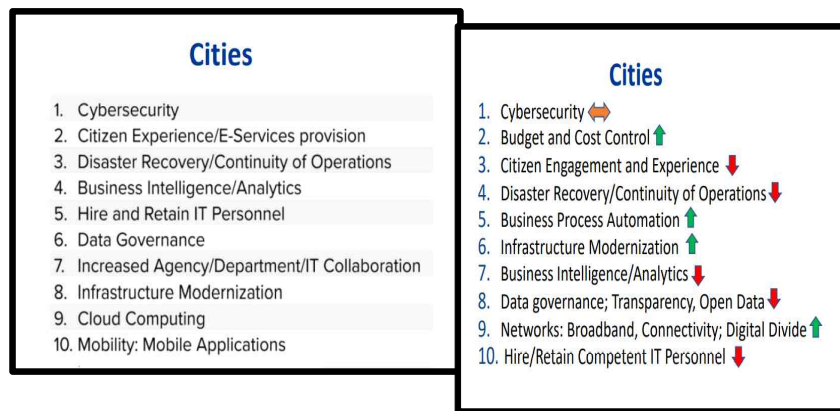 Cities
1. Cybersecurity
2. Citizen Experience/E-Services provision
3. Disaster Recovery/Continuity of Operations
4. Business Intelligence/Analytics
5. Hire and Retain IT Personnel
6. Data Governance
7. Increased Agency/Department/IT Collaboration
8. Infrastructure Modernization
9. Cloud Computing
10. Mobility: Mobile Applications
Cities
1. Cybersecurity
2. Budget and Cost Control
3. Citizen Engagement and Experience
4. Disaster Recovery/Continuity of Operations
5. Business Process Automation
6. Infrastructure Modernization
7. Business Intelligence/Analytics
8. Data governance; Transparency, Open Data
9. Networks: Broadband, Connectivity; Digital Divide
10. Hire/Retain Competent IT Personnel